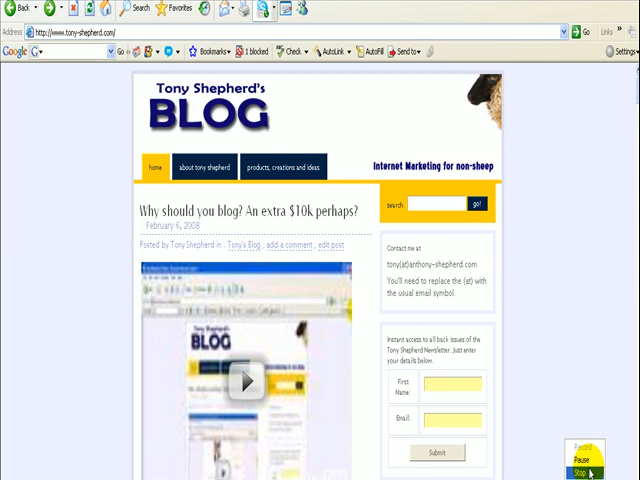 Back
Search
Favorites
Address
http://www.tony-shepherd.com/
Go
Links
Google
G
Go
Bookmarks
1 blocked
Check
AutoLink
AutoFill
Send to
Settings
Tony Shepherd's
BLOG
home
about tony shepherd
products, creations and ideas
Internet Marketing for non-sheep
search
go!
Why should you blog? An extra $10k perhaps?
February 6, 2008
Posted by Tony Shepherd in : Tony's Blog , add a comment , edit post
Contact me at:
tony(at)anthony-shepherd.com
You'll need to replace the (at) with
the usual email symbol.
Instant access to all back issues of the
Tony Shepherd Newsletter. Just enter
your details below.
First
Name:
Email:
Submit
Tony Shepherd's
BLOG
Record
Pause
Stop